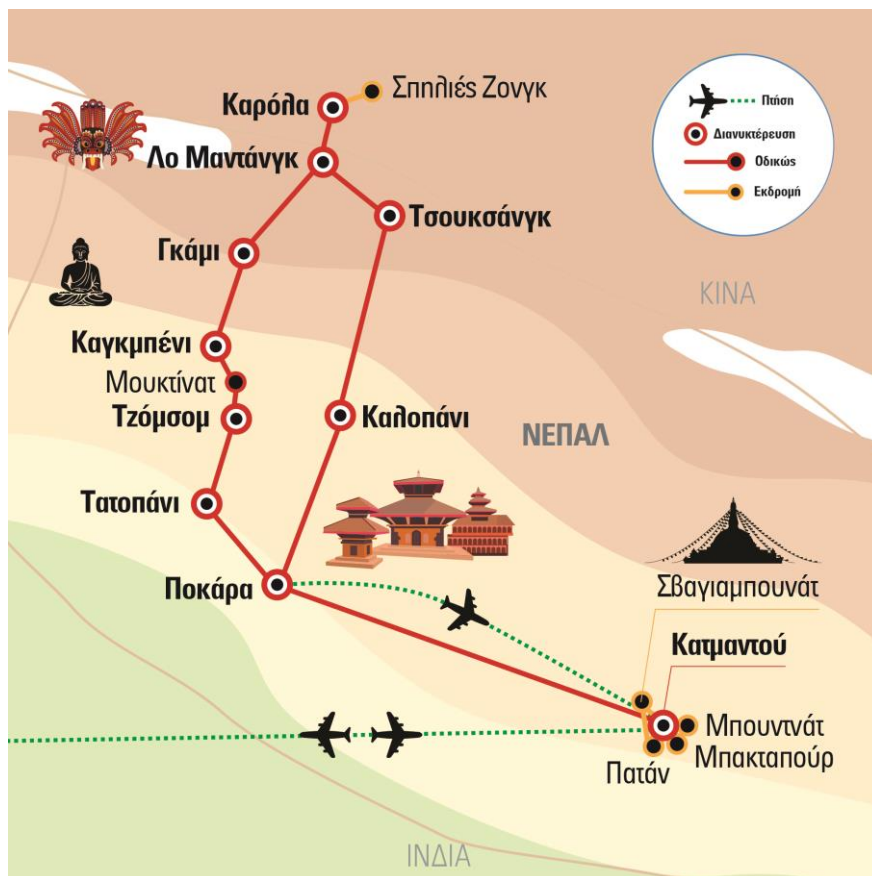 Σπηλιές Ζονγκ
Καρόλα
Πτήση
Διανυκτέρευση
Οδικώς
Εκδρομή
Λο Μαντάνγκ
Τσουκσάνγκ
Γκάμι
ΚΙΝΑ
Καγκμπένι
Μουκτίνατ
Τζόμσομ
Καλοπάνι
ΝΕΠΑΛ
Τατοπάνι
Ποκάρα
Σβαγιαμπουνάτ
Κατμαντού
Μπουντνάτ
Μπακταπούρ
Πατάν
ΙΝΔΙΑ